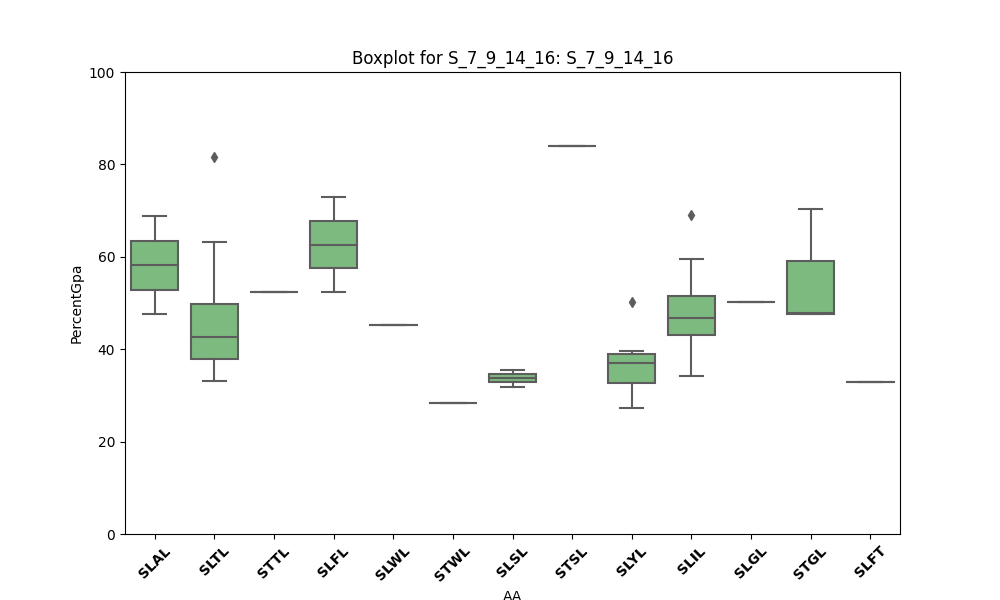 Boxplot for S_7_9_14_16: S_7_9_14_16
100
80
60
40
20
0
PercentGpa
SLAL
SLTL
STTL
SLFL
SLWL
STWL
SLSL
STSL
SLYL
SLIL
SLGL
STGL
SLFT
AA